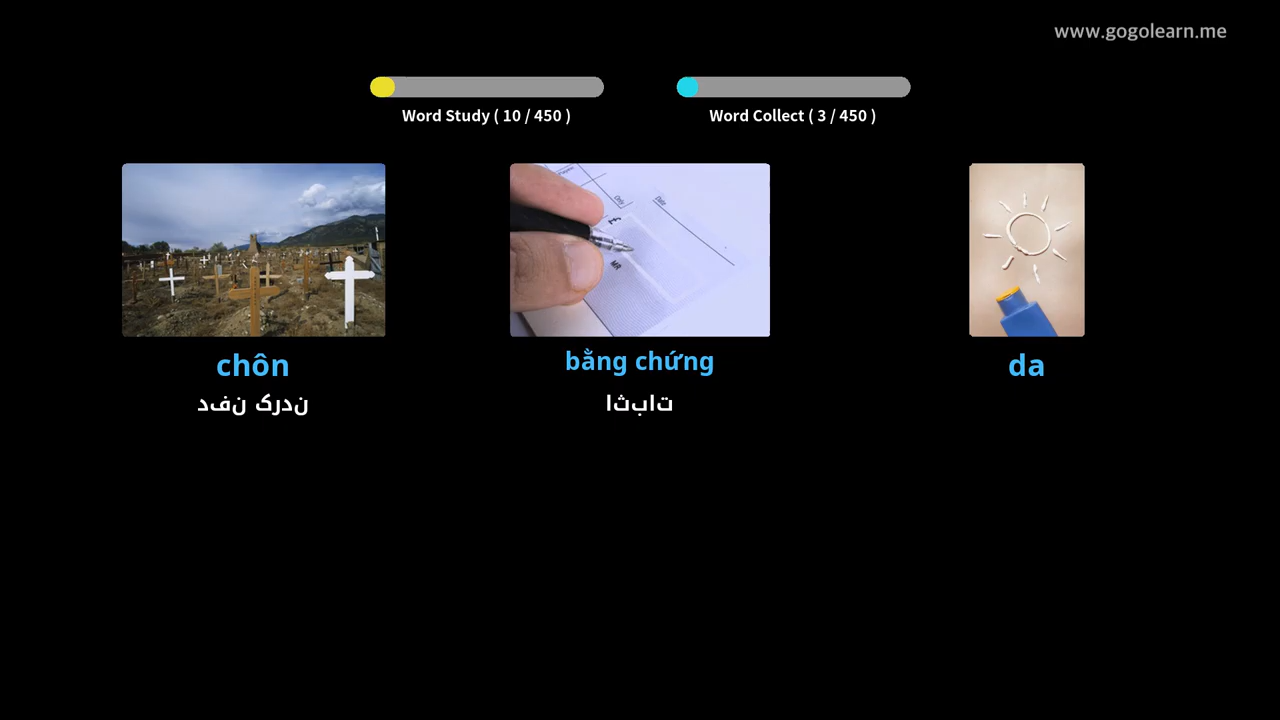 www.gogolearn.me
Word Study ( 10 / 450 )
Word Collect ( 3 / 450 )
chôn
bằng chứng
da
دفن کردن
اثبات